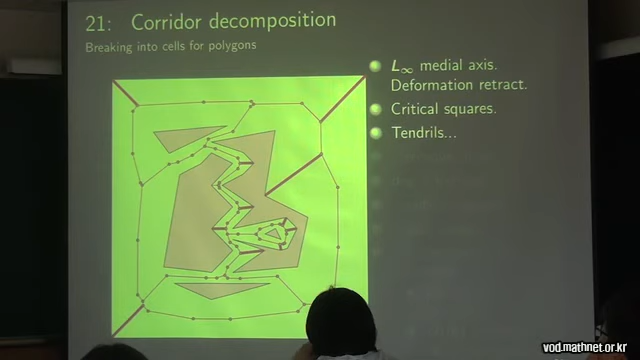 21: Corridor decomposition
Breaking into cells for polygons
L∞ medial axis.
Deformation retract.
Critical squares.
Tendrils...
vod.mathnet.or.kr